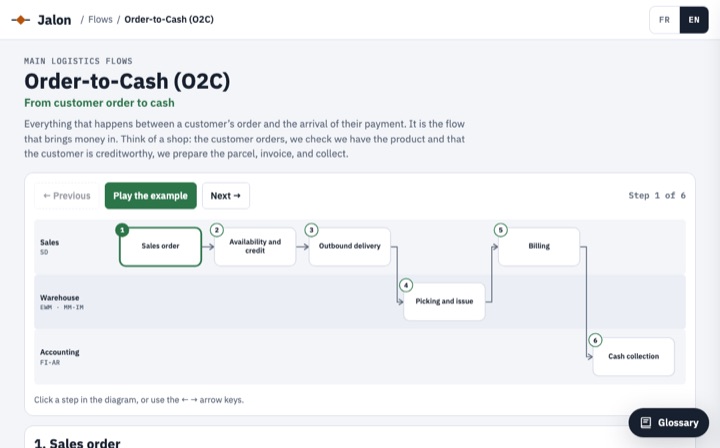 Jalon / Flows / Order-to-Cash (O2C)
FR EN
MAIN LOGISTICS FLOWS
Order-to-Cash (O2C)
From customer order to cash
Everything that happens between a customer's order and the arrival of their payment. It is the flow
that brings money in. Think of a shop: the customer orders, we check we have the product and that
the customer is creditworthy, we prepare the parcel, invoice, and collect.
← Previous
Play the example
Next →
Step 1 of 6
Sales
SD
1
Sales order
2
Availability and
credit
3
Outbound delivery
5
Billing
Warehouse
EWM · MM-IM
4
Picking and issue
Accounting
FI-AR
6
Cash collection
Click a step in the diagram, or use the ← → arrow keys.
Glossary
1. Sales order